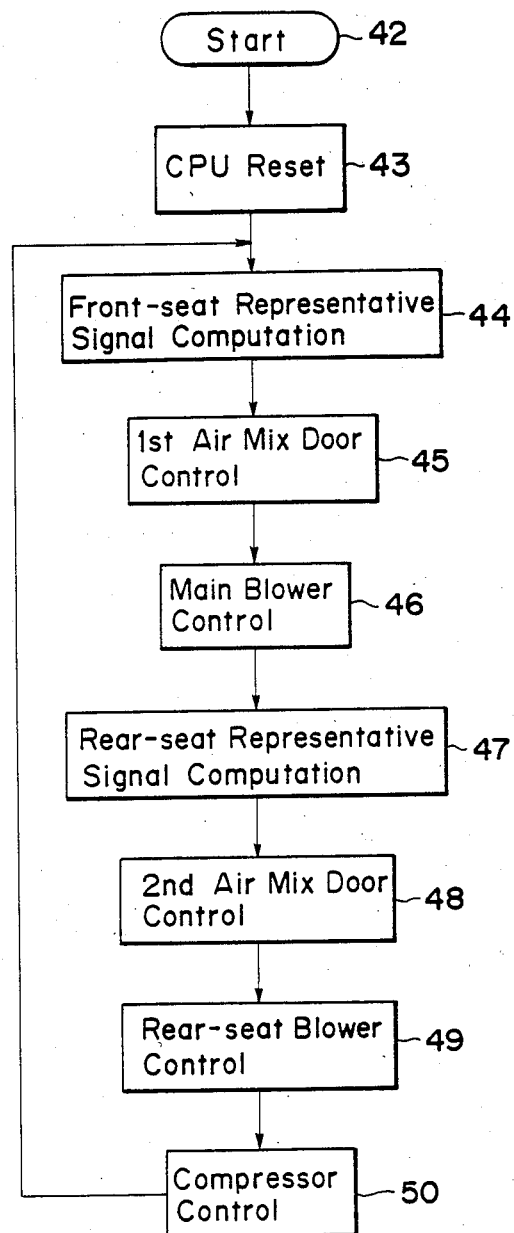 Start
42
CPU Reset
43
Front-seat Representative
Signal Computation
44
1st Air Mix Door
Control
45
Main Blower
Control
46
Rear-seat Representative
Signal Computation
47
2nd Air Mix Door
Control
48
Rear-seat Blower
Control
49
Compressor
Control
50